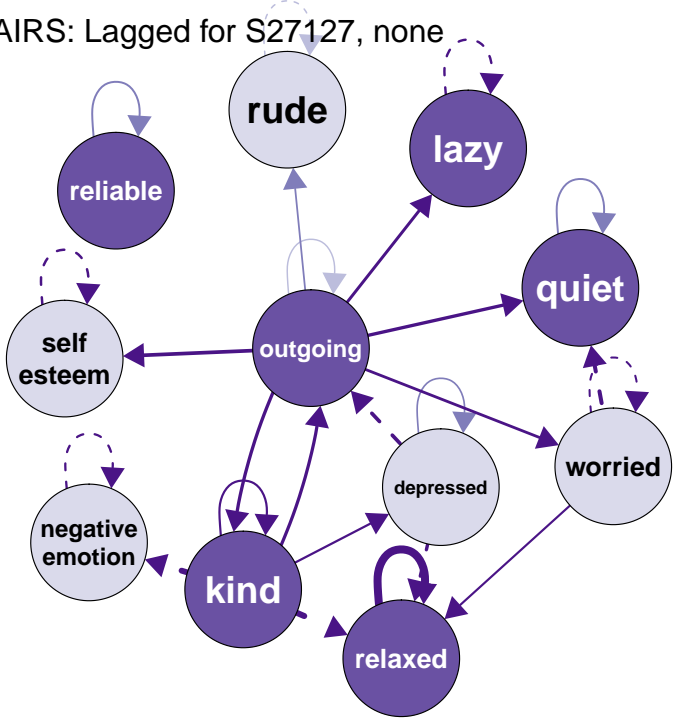 AIRS: Lagged for S27127, none
rude
lazy
reliable
quiet
self
esteem
outgoing
worried
depressed
negative
emotion
kind
relaxed